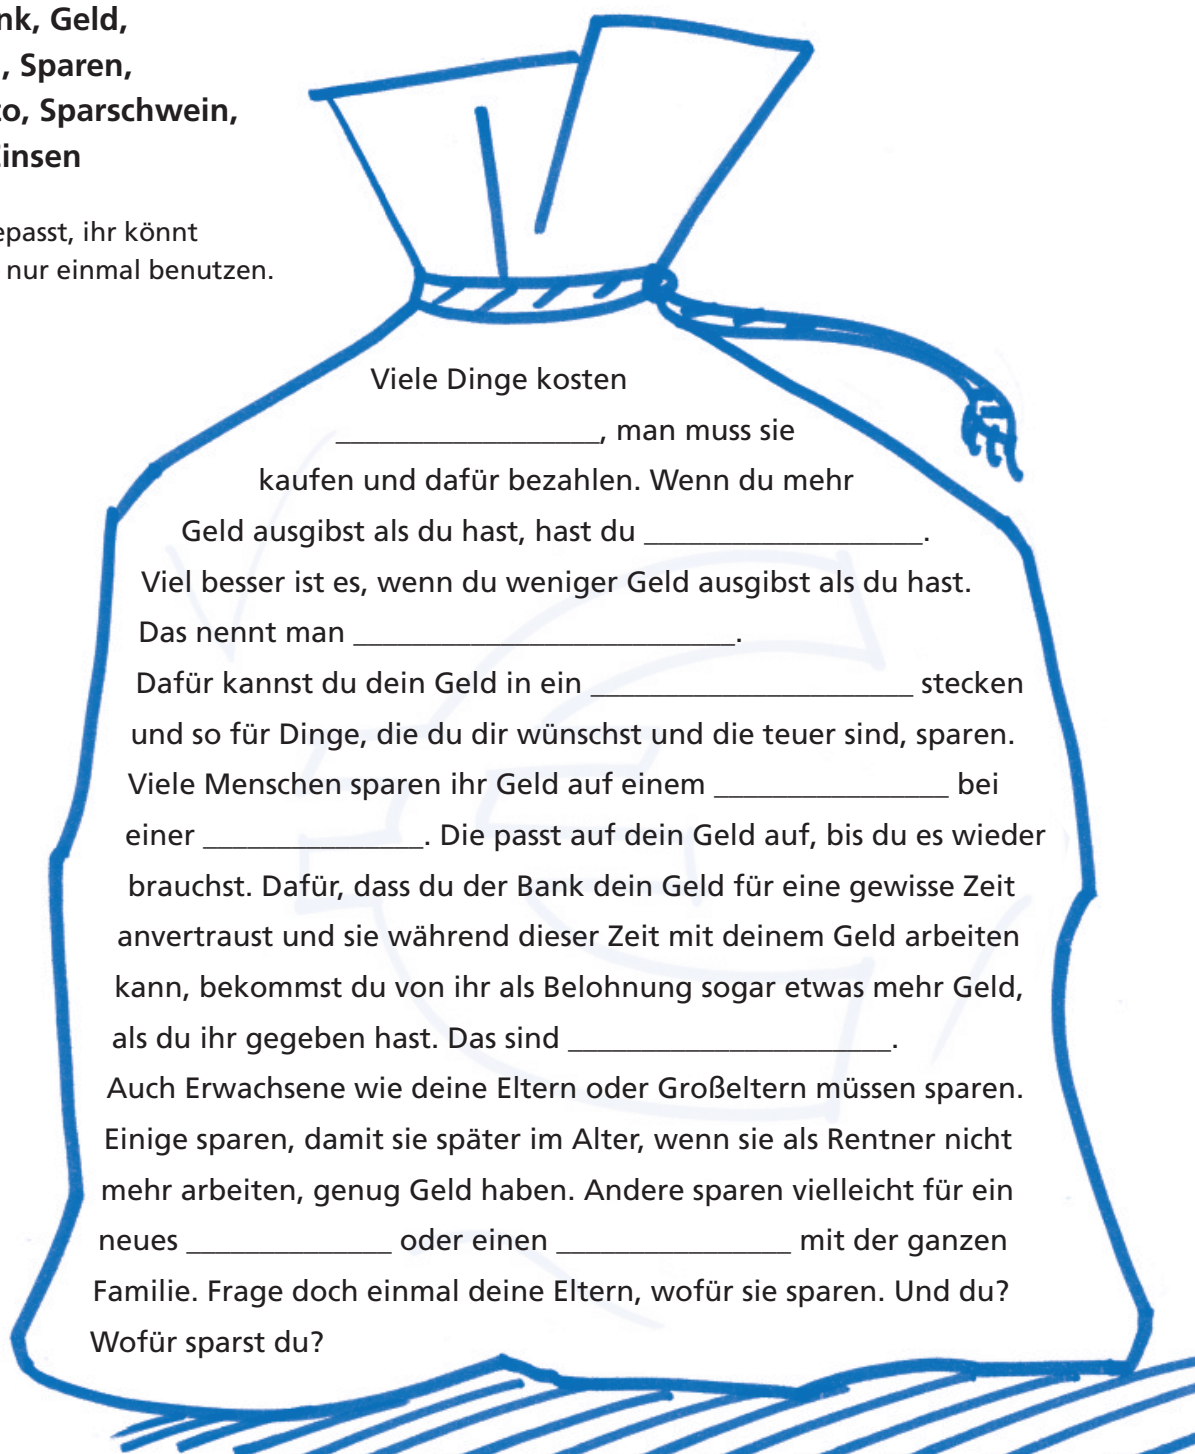 nk, Geld,
, Sparen,
to, Sparschwein,
insen
epasst, ihr könnt
nur einmal benutzen.
Viele Dinge kosten
__________________, man muss sie
kaufen und dafür bezahlen. Wenn du mehr
Geld ausgibst als du hast, hast du ___________________.
Viel besser ist es, wenn du weniger Geld ausgibst als du hast.
Das nennt man __________________________.
Dafür kannst du dein Geld in ein ______________________ stecken
und so für Dinge, die du dir wünschst und die teuer sind, sparen.
Viele Menschen sparen ihr Geld auf einem ________________ bei
einer _______________. Die passt auf dein Geld auf, bis du es wieder
brauchst. Dafür, dass du der Bank dein Geld für eine gewisse Zeit
anvertraust und sie während dieser Zeit mit deinem Geld arbeiten
kann, bekommst du von ihr als Belohnung sogar etwas mehr Geld,
als du ihr gegeben hast. Das sind ______________________.
Auch Erwachsene wie deine Eltern oder Großeltern müssen sparen.
Einige sparen, damit sie später im Alter, wenn sie als Rentner nicht
mehr arbeiten, genug Geld haben. Andere sparen vielleicht für ein
neues ______________ oder einen ________________ mit der ganzen
Familie. Frage doch einmal deine Eltern, wofür sie sparen. Und du?
Wofür sparst du?